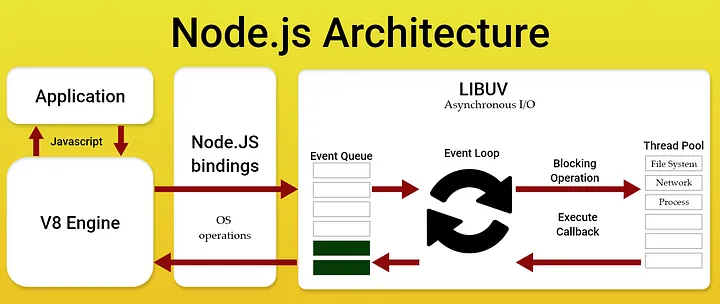 Node.js Architecture
Application
Javascript
V8 Engine
Node.JS
bindings
OS
operations
LIBUV
Asynchronous I/O
Event Queue
Event Loop
Blocking
Operation
Execute
Callback
Thread Pool
File System
Network
Process